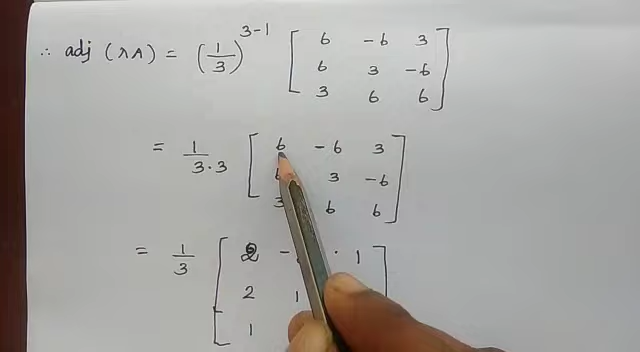 ∴ adj (λA) = (1/3)^(3-1) [ 6 -6 3
6 3 -6
3 6 6 ]
= 1/(3·3) [ 6 -6 3
6 3 -6
3 6 6 ]
= 1/3 [ 2 - 1
2 1
1 ]